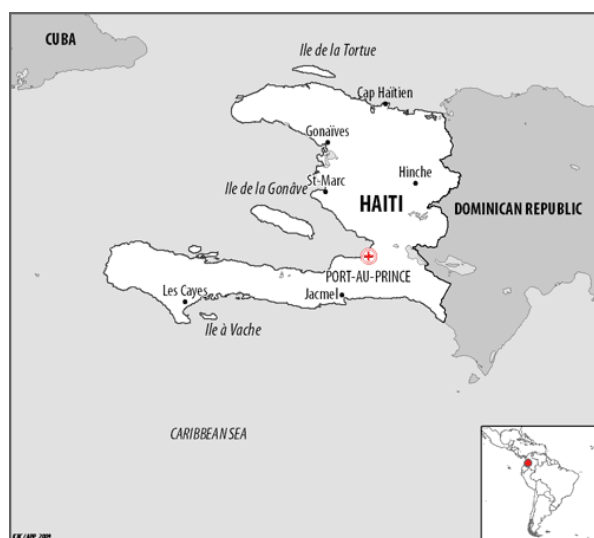 CUBA
Ile de la Tortue
Cap Haïtien
Gonaïves
Hinche
St-Marc
Ile de la Gonâve
HAITI
DOMINICAN REPUBLIC
PORT-AU-PRINCE
Les Cayes
Jacmel
Ile à Vache
CARIBBEAN SEA